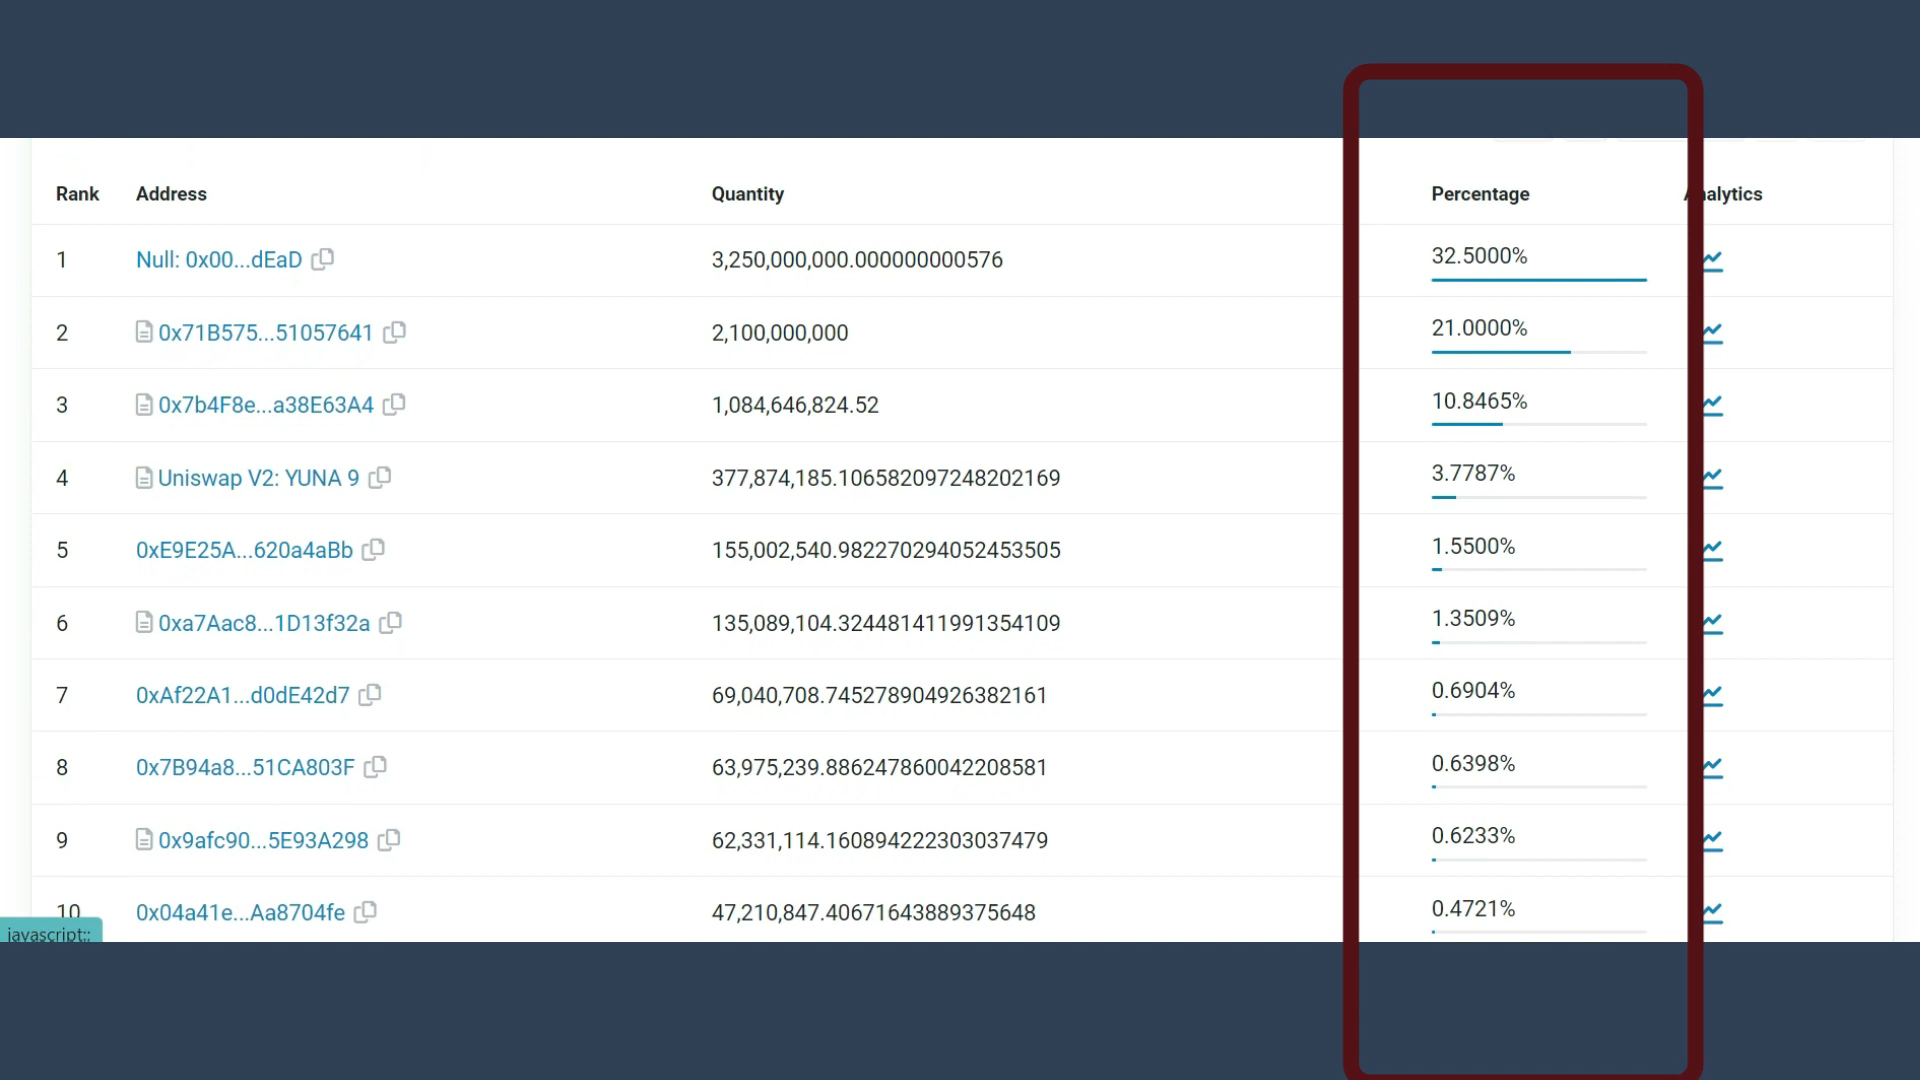 Rank Address Quantity Percentage Analytics
1 Null: 0x00...dEaD 3,250,000,000.000000000576 32.5000%
2 0x71B575...51057641 2,100,000,000 21.0000%
3 0x7b4F8e...a38E63A4 1,084,646,824.52 10.8465%
4 Uniswap V2: YUNA 9 377,874,185.106582097248202169 3.7787%
5 0xE9E25A...620a4aBb 155,002,540.982270294052453505 1.5500%
6 0xa7Aac8...1D13f32a 135,089,104.324481411991354109 1.3509%
7 0xAf22A1...d0dE42d7 69,040,708.745278904926382161 0.6904%
8 0x7B94a8...51CA803F 63,975,239.886247860042208581 0.6398%
9 0x9afc90...5E93A298 62,331,114.160894222303037479 0.6233%
10 0x04a41e...Aa8704fe 47,210,847.40671643889375648 0.4721%
javascript:;